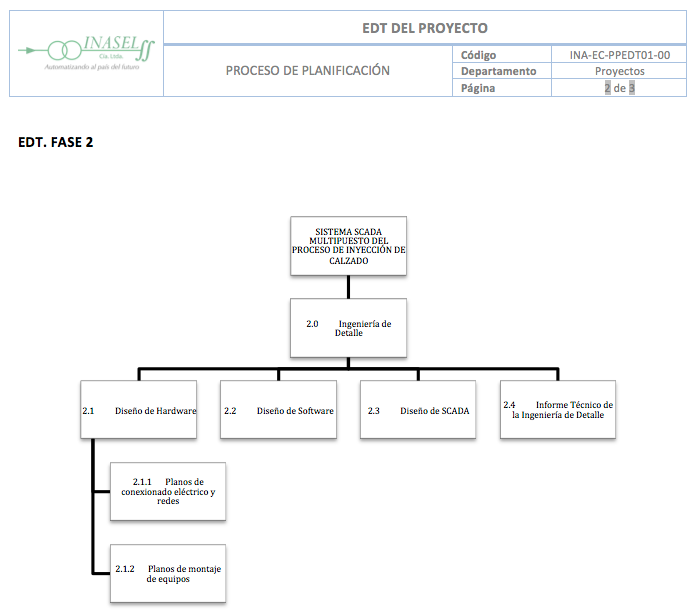 INASEL
Cia. Ltda.
Automatizando al país del futuro
EDT DEL PROYECTO
PROCESO DE PLANIFICACIÓN
Código INA-EC-PPEDT01-00
Departamento Proyectos
Página 2 de 3
EDT. FASE 2
SISTEMA SCADA
MULTIPUESTO DEL
PROCESO DE INYECCIÓN DE
CALZADO
2.0 Ingeniería de
Detalle
2.1 Diseño de Hardware
2.2 Diseño de Software
2.3 Diseño de SCADA
2.4 Informe Técnico de
la Ingeniería de Detalle
2.1.1 Planos de
conexionado eléctrico y
redes
2.1.2 Planos de montaje
de equipos